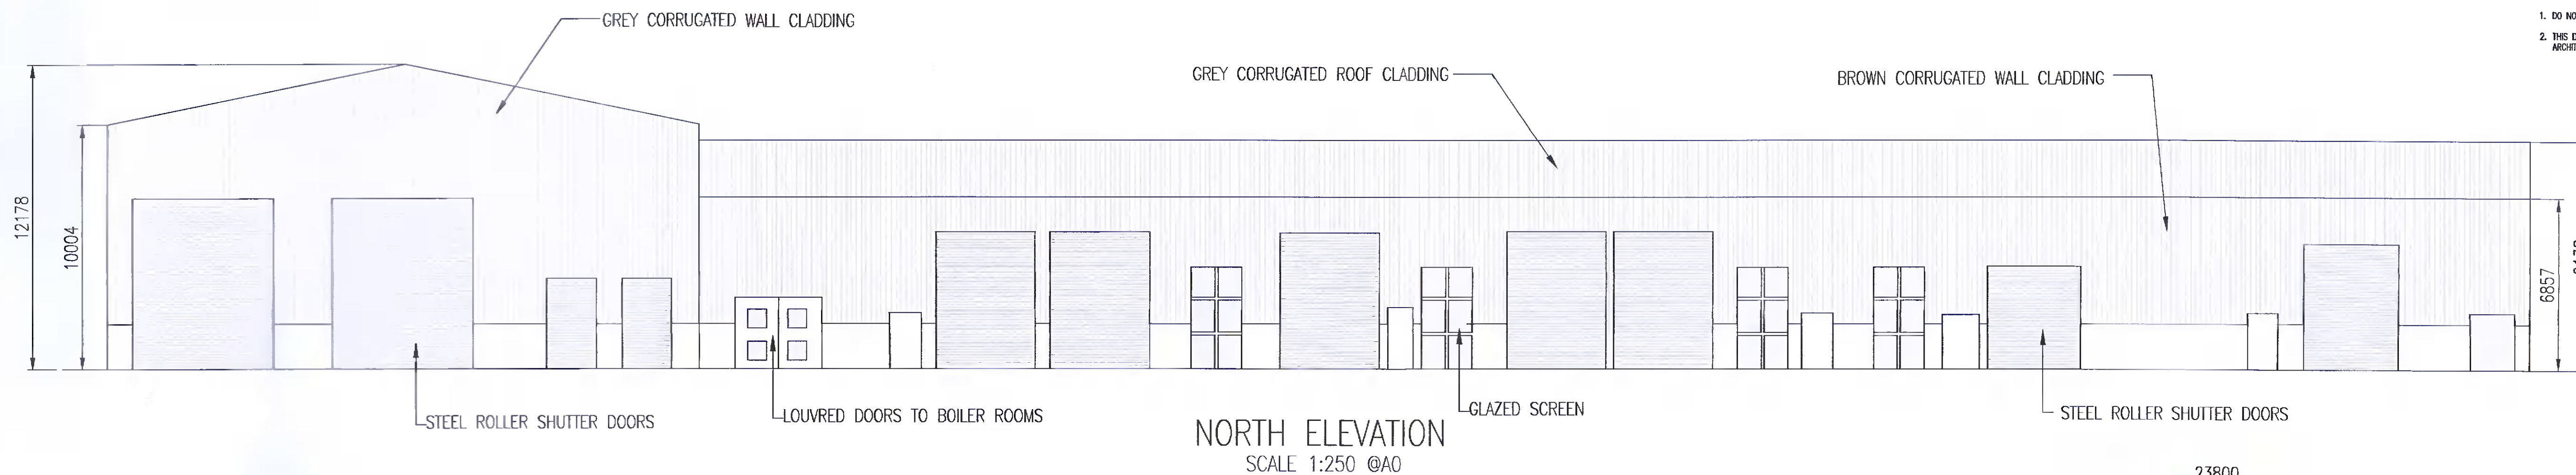 GREY CORRUGATED WALL CLADDING
1. DO NO
2. THIS D
ARCHIT
GREY CORRUGATED ROOF CLADDING
BROWN CORRUGATED WALL CLADDING
12178
10004
6857
STEEL ROLLER SHUTTER DOORS
LOUVRED DOORS TO BOILER ROOMS
GLAZED SCREEN
STEEL ROLLER SHUTTER DOORS
NORTH ELEVATION
SCALE 1:250 @A0
23800